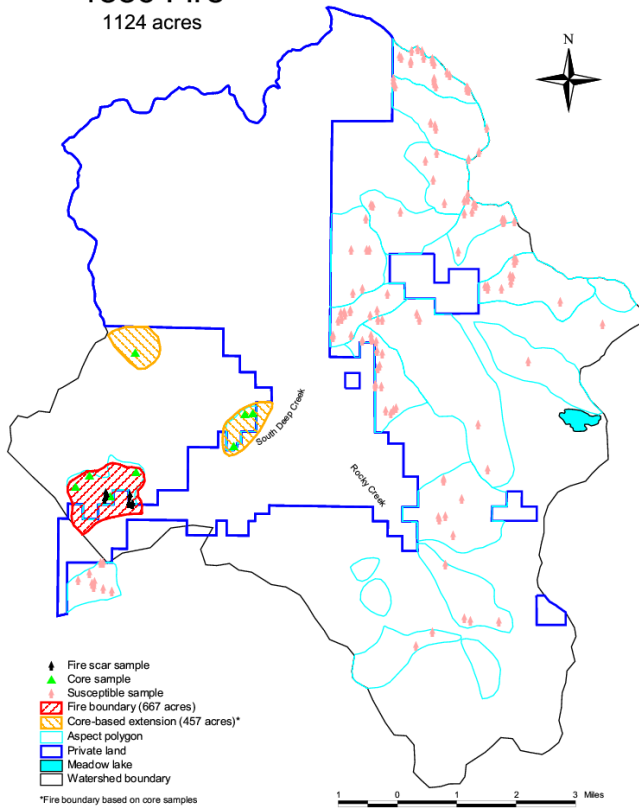 1124 acres
N
South Deep Creek
Rocky Creek
Fire scar sample
Core sample
Susceptible sample
Fire boundary (667 acres)
Core-based extension (457 acres)*
Aspect polygon
Private land
Meadow lake
Watershed boundary
*Fire boundary based on core samples
1 0 1 2 3 Miles